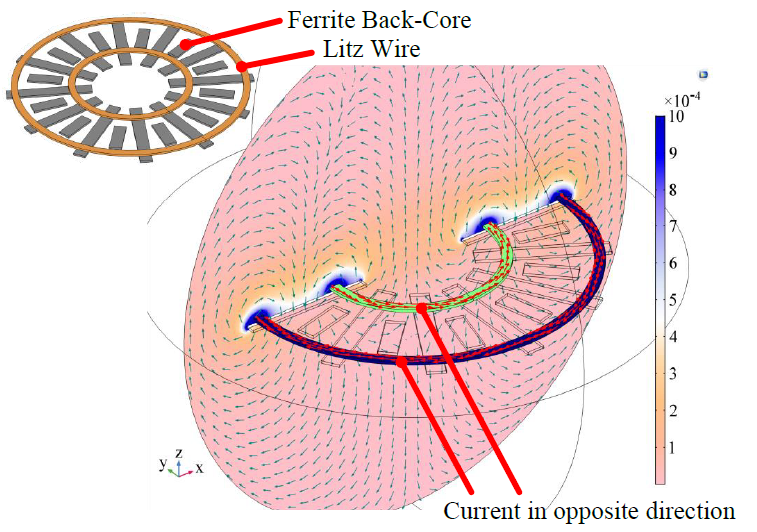 Ferrite Back-Core
Litz Wire
×10⁻⁴
10
9
8
7
6
5
4
3
2
1
z
y
x
Current in opposite direction